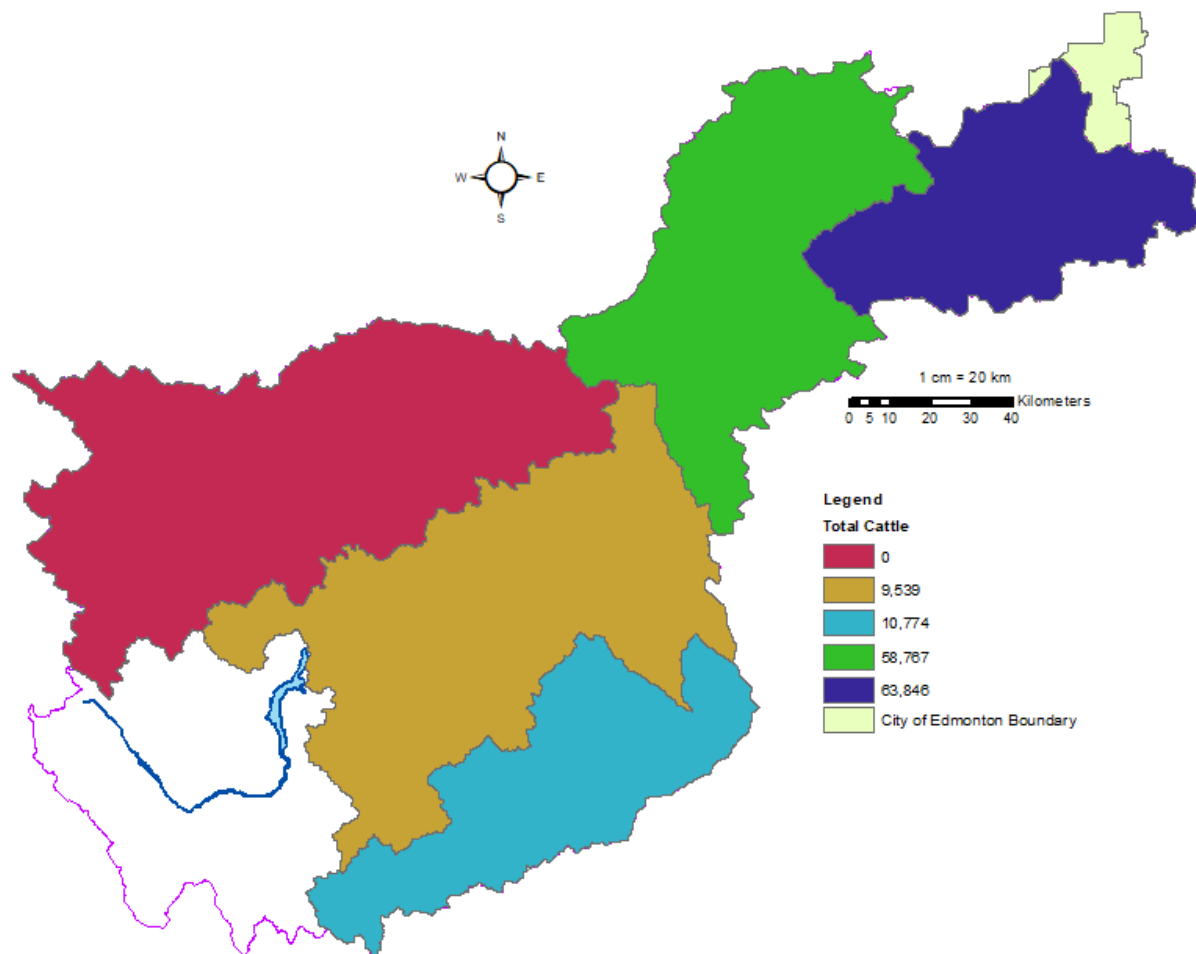 N
W E
S
1 cm = 20 km
Kilometers
0 5 10 20 30 40
Legend
Total Cattle
0
9,539
10,774
58,767
63,846
City of Edmonton Boundary